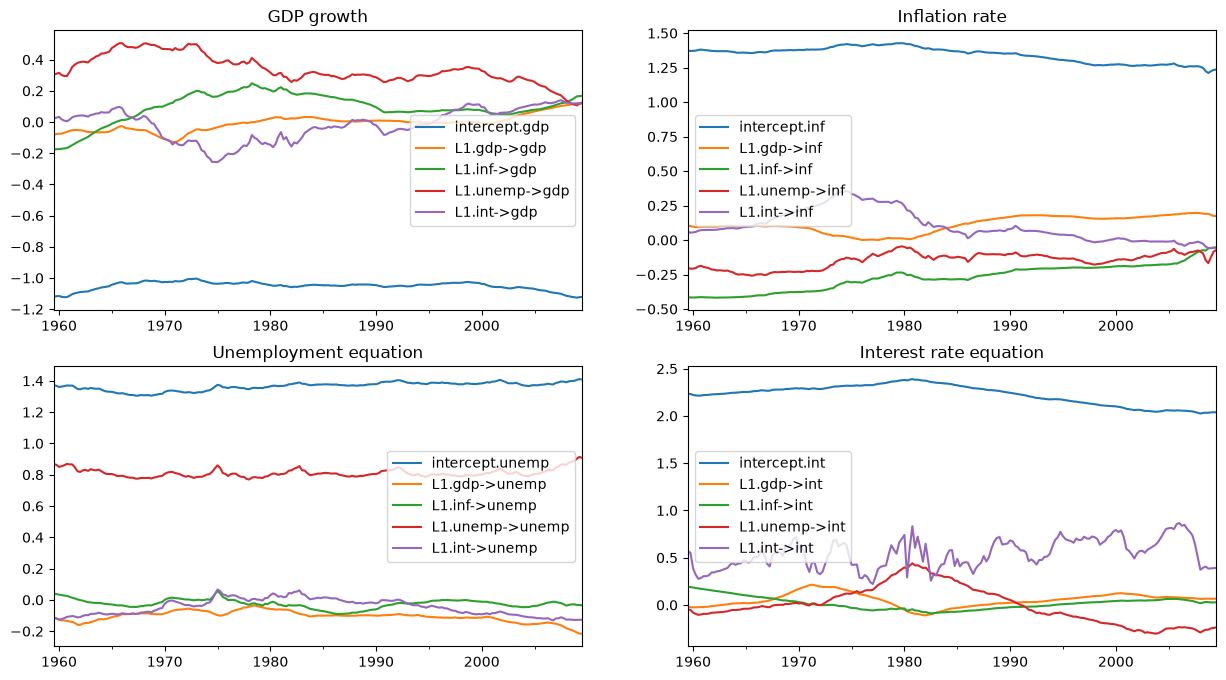 GDP growth
0.4
0.2
0.0
−0.2
−0.4
−0.6
−0.8
−1.0
−1.2
1960
1970
1980
1990
2000
intercept.gdp
L1.gdp->gdp
L1.inf->gdp
L1.unemp->gdp
L1.int->gdp
Inflation rate
1.50
1.25
1.00
0.75
0.50
0.25
0.00
−0.25
−0.50
1960
1970
1980
1990
2000
intercept.inf
L1.gdp->inf
L1.inf->inf
L1.unemp->inf
L1.int->inf
Unemployment equation
1.4
1.2
1.0
0.8
0.6
0.4
0.2
0.0
−0.2
1960
1970
1980
1990
2000
intercept.unemp
L1.gdp->unemp
L1.inf->unemp
L1.unemp->unemp
L1.int->unemp
Interest rate equation
2.5
2.0
1.5
1.0
0.5
0.0
1960
1970
1980
1990
2000
intercept.int
L1.gdp->int
L1.inf->int
L1.unemp->int
L1.int->int